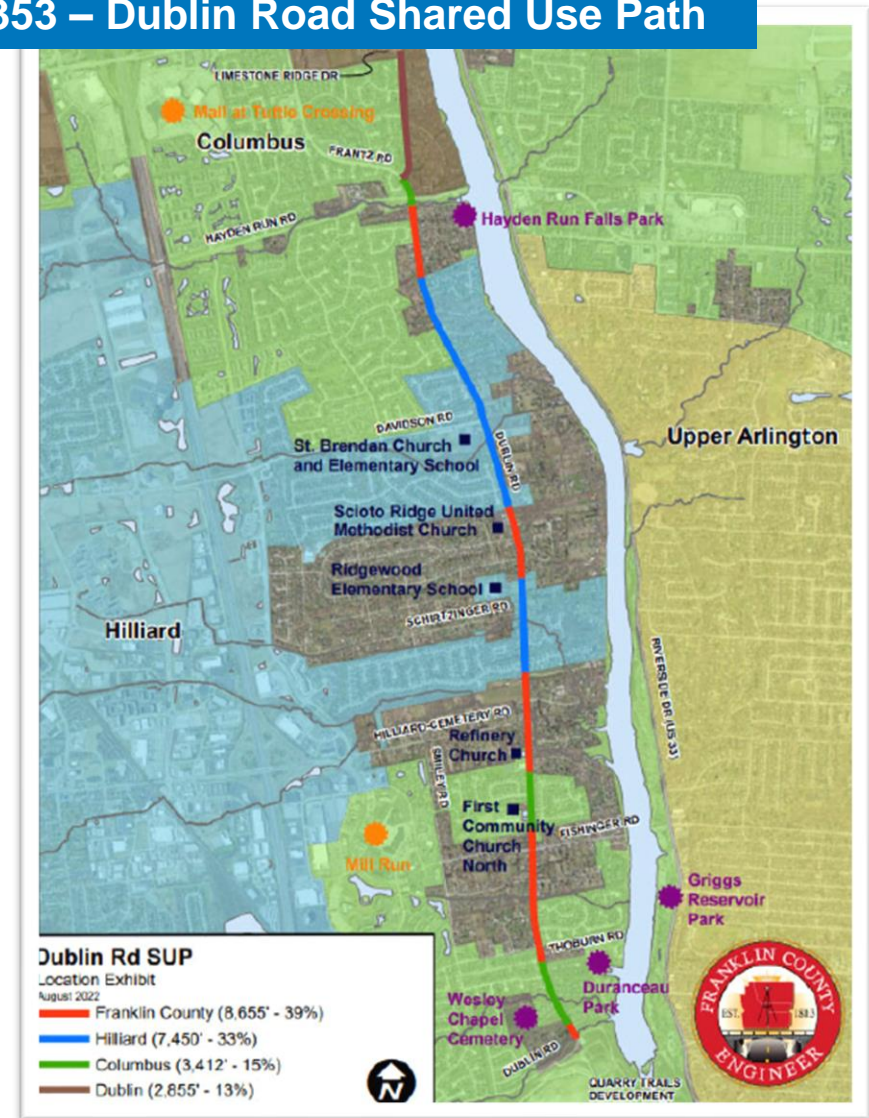 353 – Dublin Road Shared Use Path
LIMESTONE RIDGE DR
Mall at Tuttle Crossing
Columbus
FRANTZ RD
HAYDEN RUN RD
Hayden Run Falls Park
DAVIDSON RD
St. Brendan Church
and Elementary School
DUBLIN RD
Upper Arlington
Scioto Ridge United
Methodist Church
Ridgewood
Elementary School
SCHIRTZINGER RD
Hilliard
RIVERSIDE DR (US 33)
HILLIARD-CEMETERY RD
Refinery
Church
SMILEY RD
First
Community
Church
North
FISHINGER RD
Mill Run
Griggs
Reservoir
Park
THOBURN RD
Duranceau
Park
Wesley
Chapel
Cemetery
DUBLIN RD
QUARRY TRAILS
DEVELOPMENT
Dublin Rd SUP
Location Exhibit
August 2022
Franklin County (8,655' - 39%)
Hilliard (7,450' - 33%)
Columbus (3,412' - 15%)
Dublin (2,855' - 13%)
N
FRANKLIN COUNTY
EST. 1803
ENGINEER